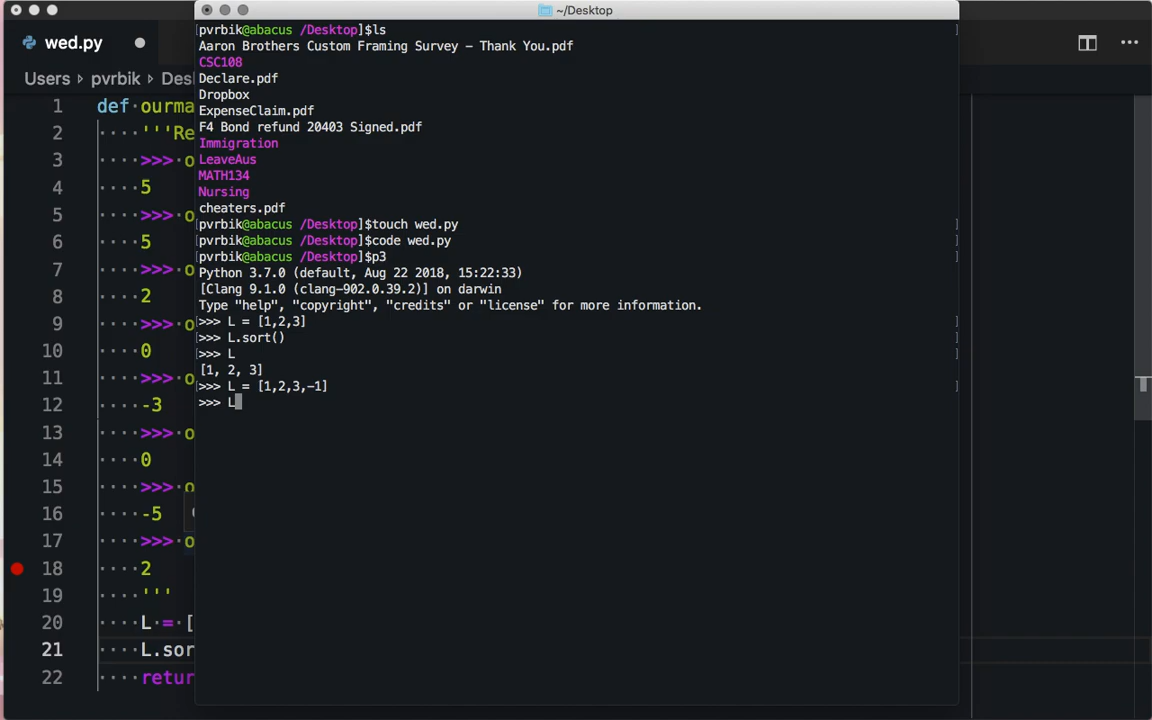 ~/Desktop
wed.py
Users pvrbik Des
[pvrbik@abacus /Desktop]$ls
Aaron Brothers Custom Framing Survey – Thank You.pdf
CSC108
Declare.pdf
Dropbox
ExpenseClaim.pdf
F4 Bond refund 20403 Signed.pdf
Immigration
LeaveAus
MATH134
Nursing
cheaters.pdf
[pvrbik@abacus /Desktop]$touch wed.py
[pvrbik@abacus /Desktop]$code wed.py
[pvrbik@abacus /Desktop]$p3
Python 3.7.0 (default, Aug 22 2018, 15:22:33)
[Clang 9.1.0 (clang-902.0.39.2)] on darwin
Type "help", "copyright", "credits" or "license" for more information.
>>> L = [1,2,3]
>>> L.sort()
>>> L
[1, 2, 3]
>>> L = [1,2,3,-1]
>>> L
1 def ourma
2 ····'''Re
3 ····>>>·o
4 ····5
5 ····>>>·o
6 ····5
7 ····>>>·o
8 ····2
9 ····>>>·o
10 ····0
11 ····>>>·o
12 ····-3
13 ····>>>·o
14 ····0
15 ····>>>·o
16 ····-5
17 ····>>>·o
18 ····2
19 ····'''
20 ····L·=·[
21 ····L.sor
22 ····retur